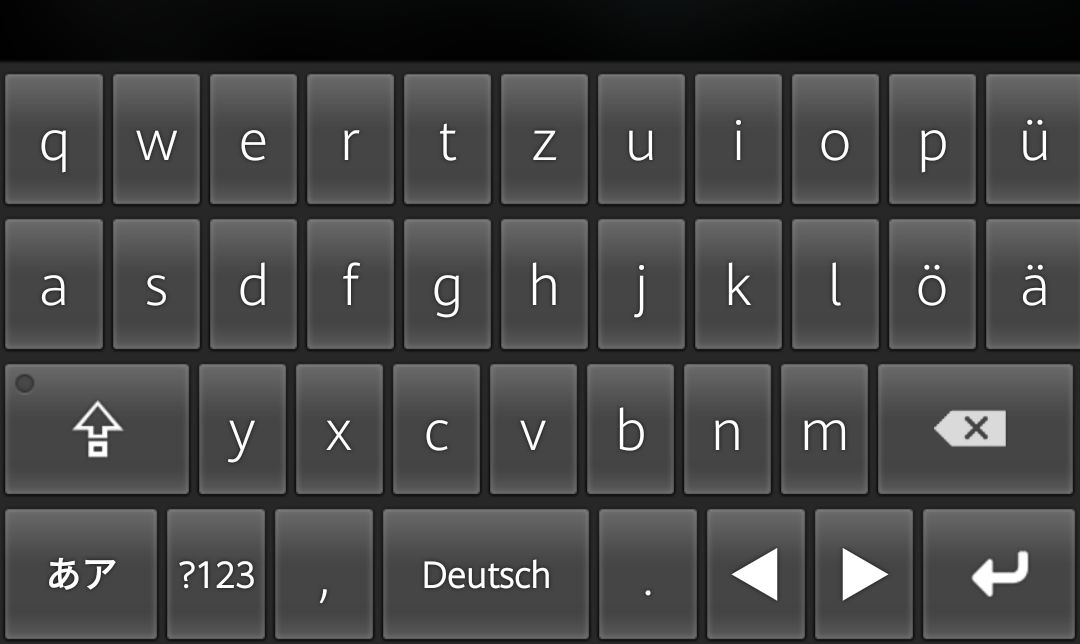 q w e r t z u i o p ü
a s d f g h j k l ö ä
y x c v b n m
あア ?123 , Deutsch .